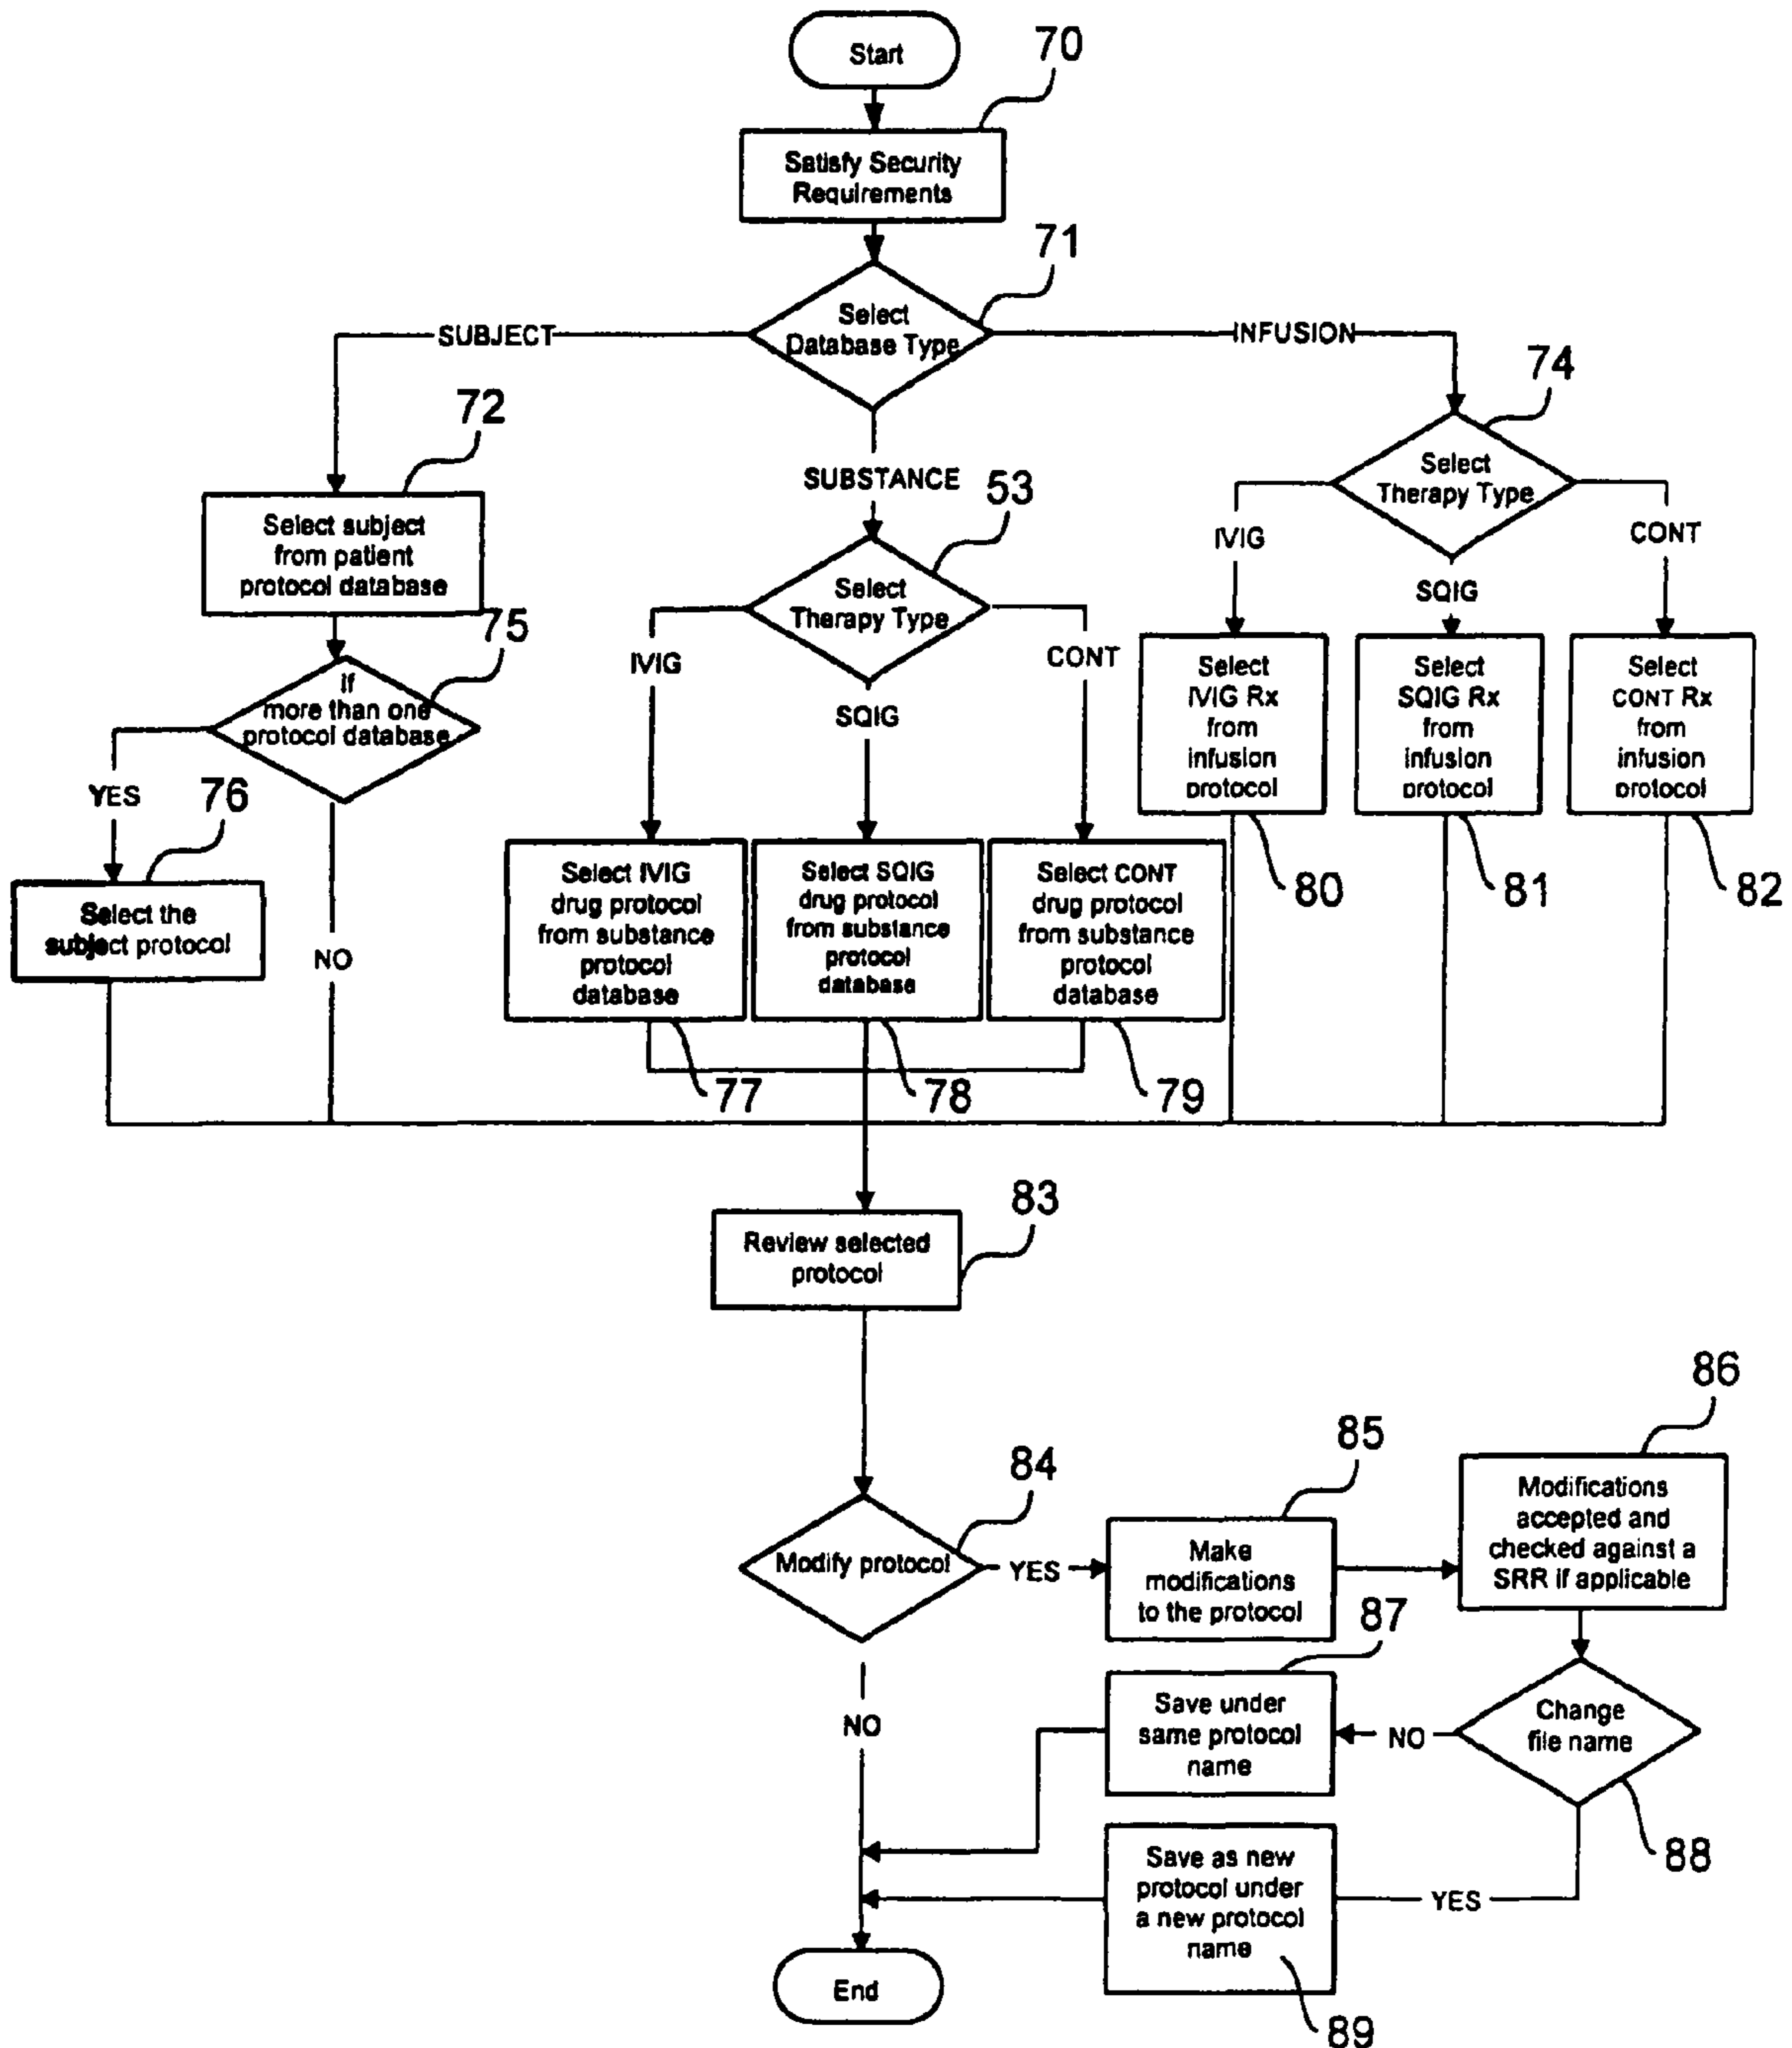 Start
70
Satisfy Security
Requirements
71
Select
Database Type
SUBJECT
INFUSION
74
72
Select
Therapy Type
SUBSTANCE
53
Select subject
from patient
protocol database
IVIG
CONT
SQIG
Select
Therapy Type
75
If
more than one
protocol database
IVIG
CONT
SQIG
Select
IVIG Rx
from
infusion
protocol
Select
SQIG Rx
from
infusion
protocol
Select
CONT Rx
from
infusion
protocol
YES
76
80
81
82
Select the
subject protocol
NO
Select IVIG
drug protocol
from substance
protocol
database
Select SQIG
drug protocol
from substance
protocol
database
Select CONT
drug protocol
from substance
protocol
database
77
78
79
83
Review selected
protocol
84
Modify protocol
YES
85
Make
modifications
to the protocol
86
Modifications
accepted and
checked against a
SRR if applicable
87
Save under
same protocol
name
NO
Change
file name
88
NO
Save as new
protocol under
a new protocol
name
YES
89
End